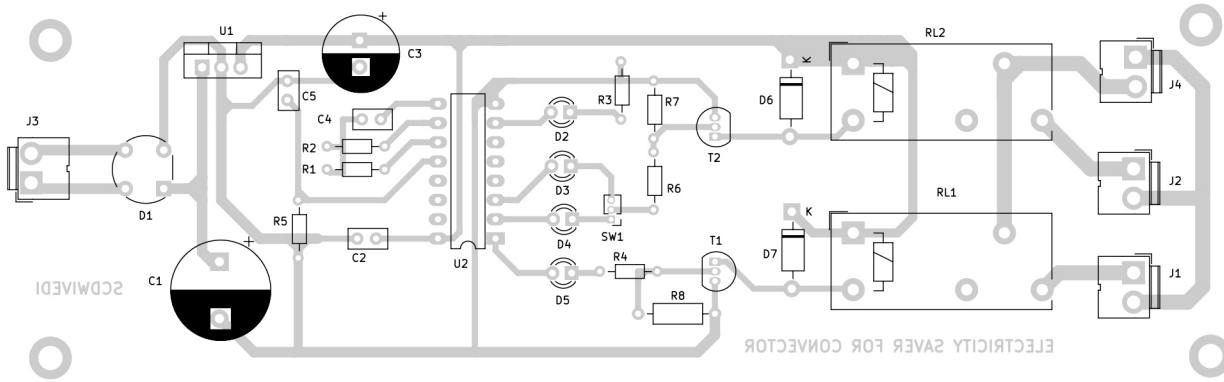 U1
C3
RL2
J4
J3
C5
C4
D2
R3
R7
D6
K
T2
R2
R1
D1
D3
R6
J2
RL1
R5
C2
U2
D4
SW1
K
D7
T1
J1
C1
D5
R4
R8
SCDWIVEDI
ELECTRICITY SAVER FOR CONVECTOR
+
+